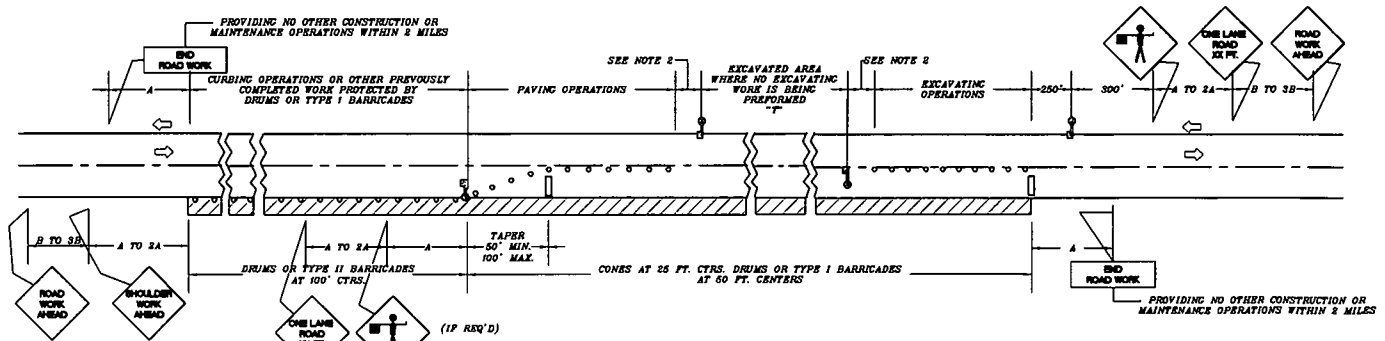 PROVIDING NO OTHER CONSTRUCTION OR
MAINTENANCE OPERATIONS WITHIN 2 MILES
END
ROAD WORK
A
CURBING OPERATIONS OR OTHER PREVOUSLY
COMPLETED WORK PROTECTED BY
DRUMS OR TYPE I BARRICADES
PAVING OPERATIONS
SEE NOTE 2
EXCAVATED AREA
WHERE NO EXCAVATING
WORK IS BEING
PREFORMED
"T"
SEE NOTE 2
EXCAVATING
OPERATIONS
250'
300'
A TO 2A
B TO 3B
ONE LANE
ROAD
XX FT.
ROAD
WORK
AHEAD
B TO 3B
A TO 2A
ROAD
WORK
AHEAD
SHOULDER
WORK
AHEAD
DRUMS OR TYPE II BARRICADES
AT 100' CTRS.
A TO 2A
A
ONE LANE
ROAD
(IF REQ'D)
TAPER
50' MIN.
100' MAX.
CONES AT 25 FT. CTRS. DRUMS OR TYPE I BARRICADES
AT 50 FT. CENTERS
A
END
ROAD WORK
PROVIDING NO OTHER CONSTRUCTION OR
MAINTENANCE OPERATIONS WITHIN 2 MILES